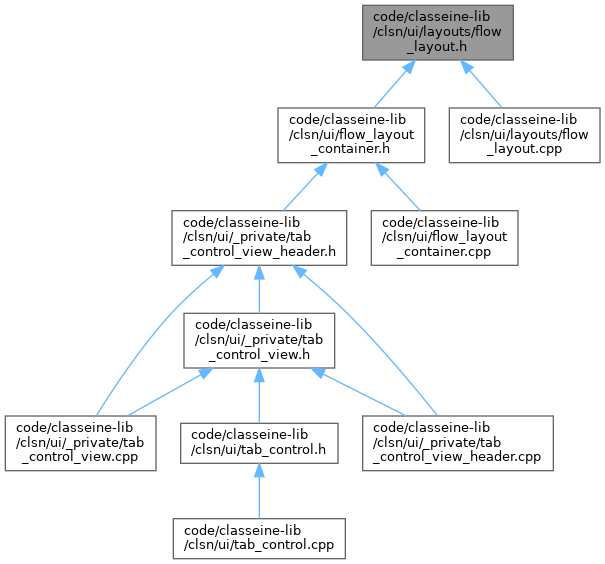 code/classeine-lib
/clsn/ui/layouts/flow
_layout.h
code/classeine-lib
/clsn/ui/flow_layout
_container.h
code/classeine-lib
/clsn/ui/layouts/flow
_layout.cpp
code/classeine-lib
/clsn/ui/_private/tab
_control_view_header.h
code/classeine-lib
/clsn/ui/flow_layout
_container.cpp
code/classeine-lib
/clsn/ui/_private/tab
_control_view.h
code/classeine-lib
/clsn/ui/_private/tab
_control_view.cpp
code/classeine-lib
/clsn/ui/tab_control.h
code/classeine-lib
/clsn/ui/_private/tab
_control_view_header.cpp
code/classeine-lib
/clsn/ui/tab_control.cpp